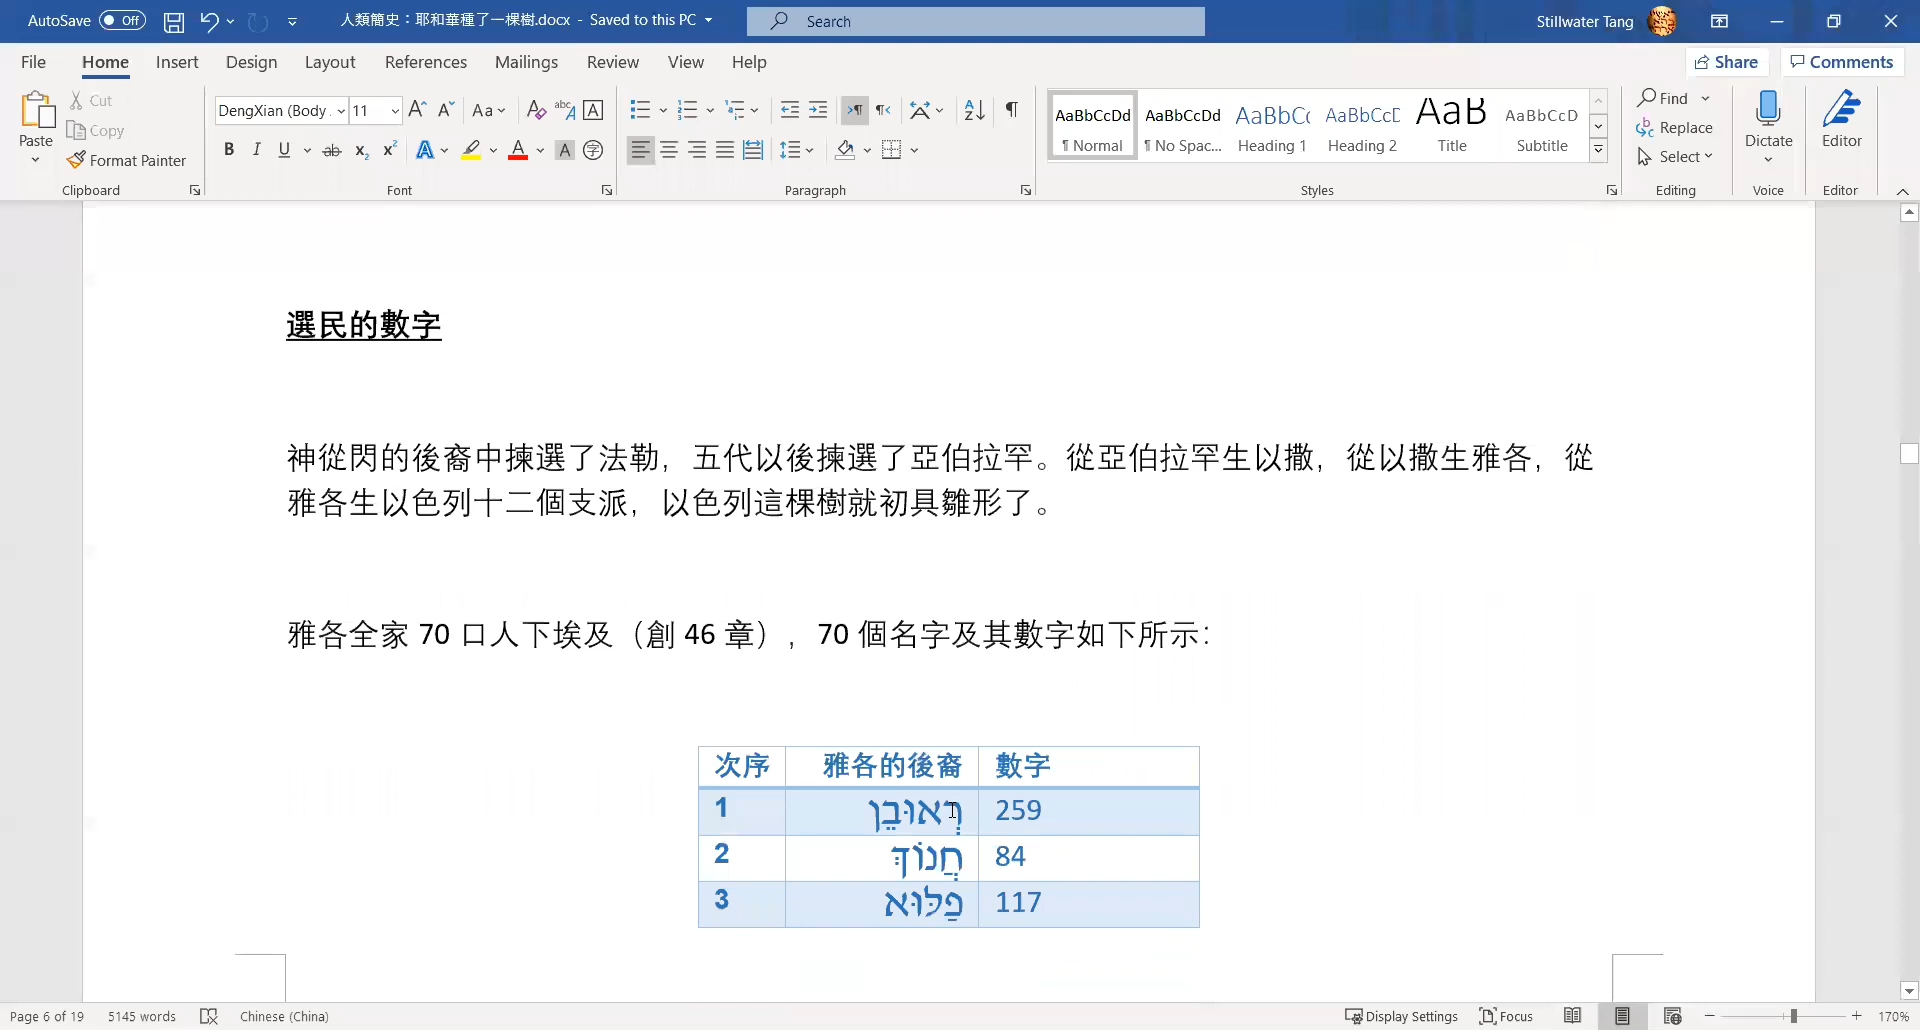 AutoSave Off 人類簡史：耶和華種了一棵樹.docx - Saved to this PC Search Stillwater Tang
File Home Insert Design Layout References Mailings Review View Help Share Comments
Paste Cut Copy Format Painter Clipboard
DengXian (Body 11 Font
Paragraph
AaBbCcDd Normal AaBbCcDd No Spac... AaBbCc Heading 1 AaBbCcD Heading 2 AaB Title AaBbCcD Subtitle Styles
Find Replace Select Editing
Dictate Voice
Editor Editor
選民的數字
神從閃的後裔中揀選了法勒，五代以後揀選了亞伯拉罕。從亞伯拉罕生以撒，從以撒生雅各，從
雅各生以色列十二個支派，以色列這棵樹就初具雛形了。
雅各全家 70 口人下埃及（創 46 章），70 個名字及其數字如下所示：
次序 雅各的後裔 數字
1 רְאוּבֵן 259
2 חֲנוֹךְ 84
3 פַלּוּא 117
Page 6 of 19 5145 words Chinese (China) Display Settings Focus 170%